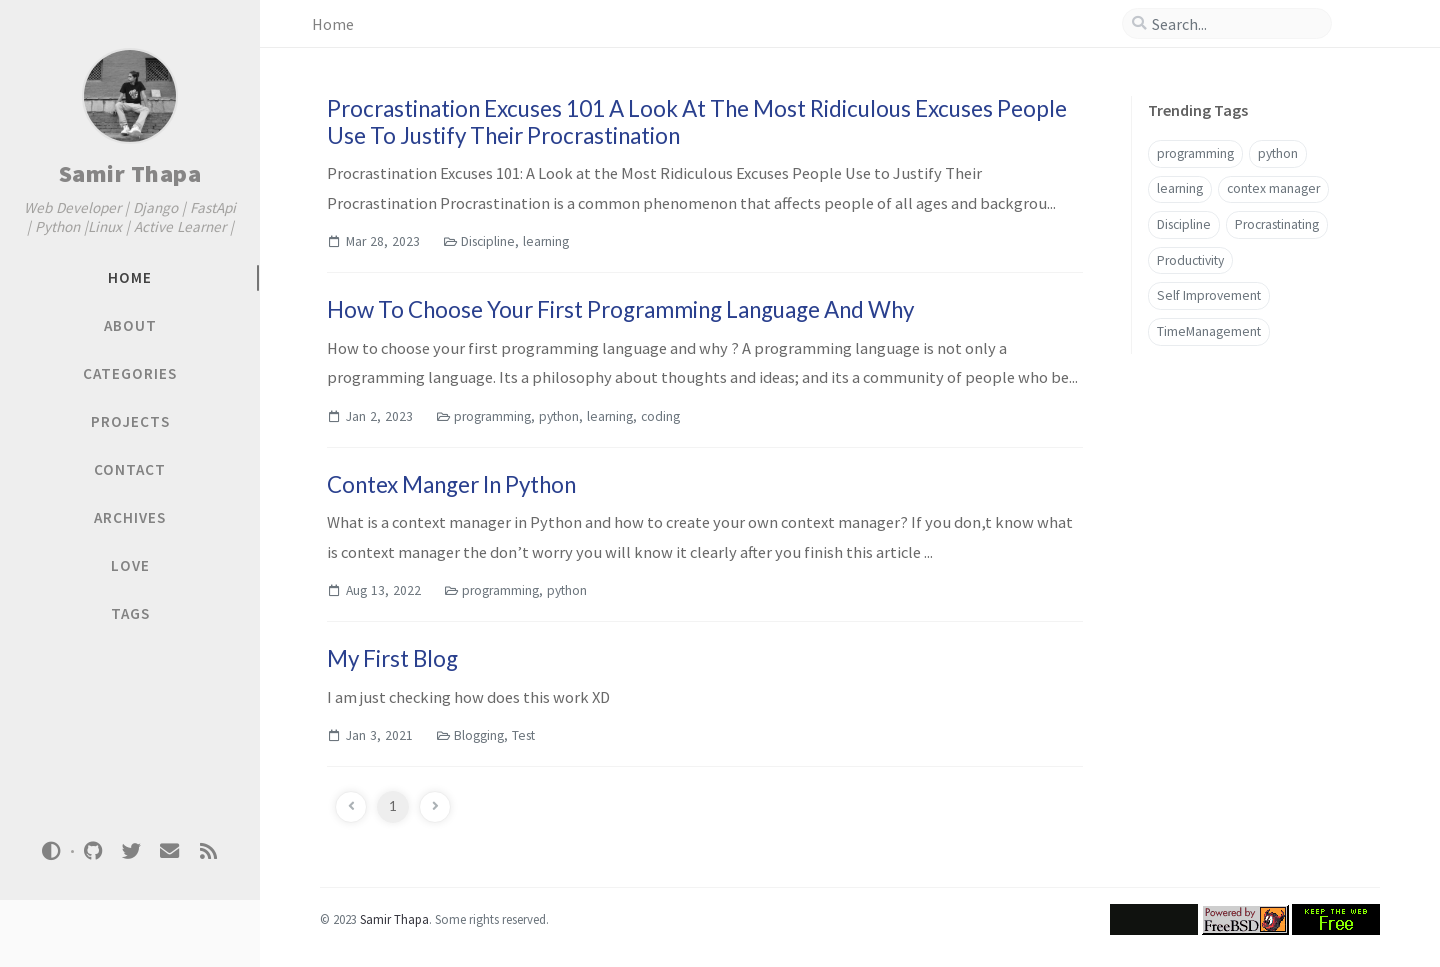 Samir Thapa
Web Developer | Django | FastApi
| Python |Linux | Active Learner |
HOME
ABOUT
CATEGORIES
PROJECTS
CONTACT
ARCHIVES
LOVE
TAGS
Home
Search...
Procrastination Excuses 101 A Look At The Most Ridiculous Excuses People
Use To Justify Their Procrastination
Procrastination Excuses 101: A Look at the Most Ridiculous Excuses People Use to Justify Their
Procrastination Procrastination is a common phenomenon that affects people of all ages and backgrou...
Mar 28, 2023 Discipline, learning
How To Choose Your First Programming Language And Why
How to choose your first programming language and why ? A programming language is not only a
programming language. Its a philosophy about thoughts and ideas; and its a community of people who be...
Jan 2, 2023 programming, python, learning, coding
Contex Manger In Python
What is a context manager in Python and how to create your own context manager? If you don,t know what
is context manager the don’t worry you will know it clearly after you finish this article ...
Aug 13, 2022 programming, python
My First Blog
I am just checking how does this work XD
Jan 3, 2021 Blogging, Test
1
Trending Tags
programming python
learning contex manager
Discipline Procrastinating
Productivity
Self Improvement
TimeManagement
© 2023 Samir Thapa. Some rights reserved.
Powered by
FreeBSD
KEEP THE WEB
Free